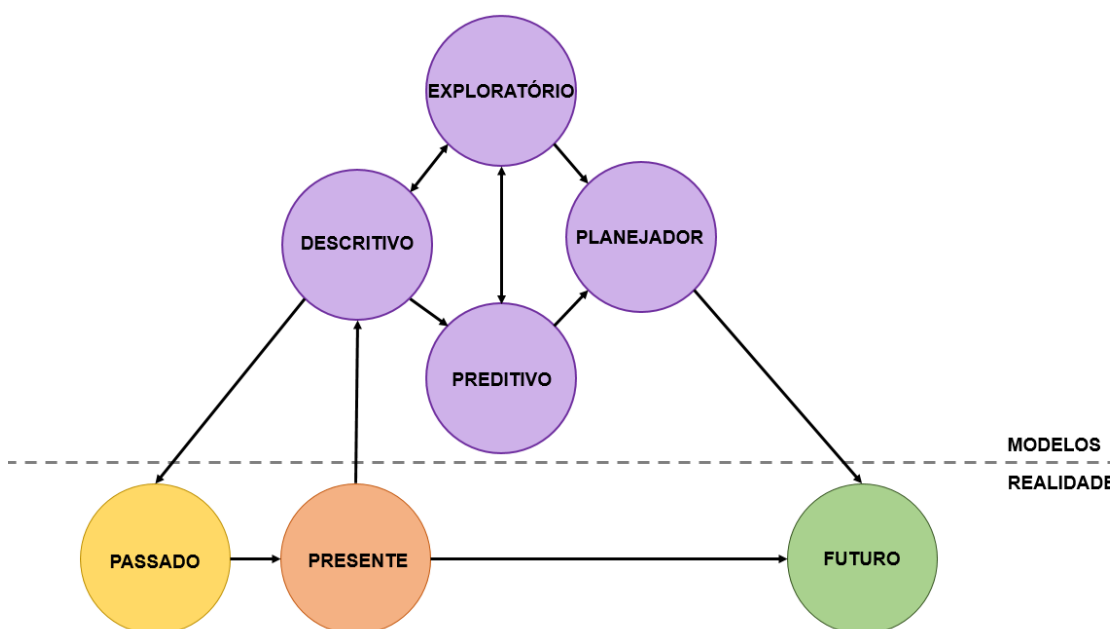 EXPLORATÓRIO
DESCRITIVO
PLANEJADOR
PREDITIVO
MODELOS
REALIDADE
PASSADO
PRESENTE
FUTURO